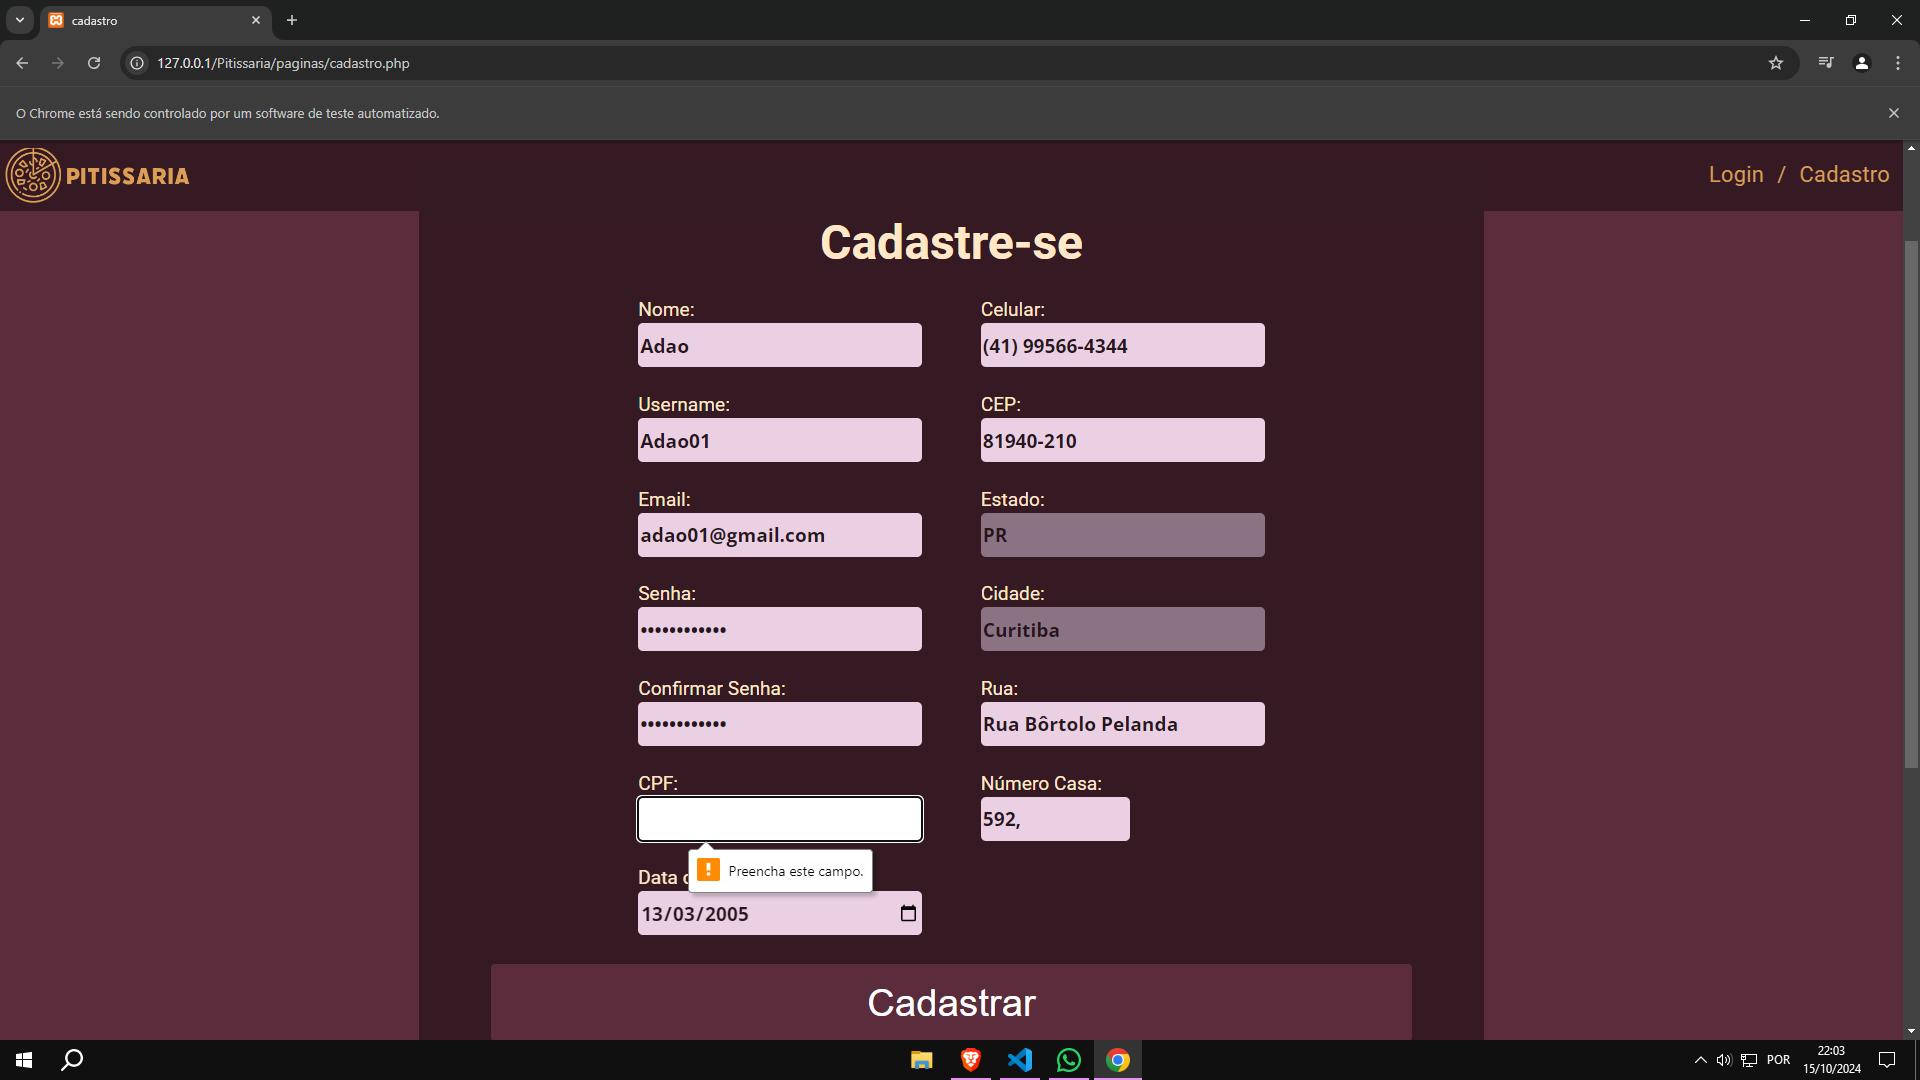 cadastro
127.0.0.1/Pitissaria/paginas/cadastro.php
O Chrome está sendo controlado por um software de teste automatizado.
PITISSARIA
Login / Cadastro
Cadastre-se
Nome:
Adao
Celular:
(41) 99566-4344
Username:
Adao01
CEP:
81940-210
Email:
adao01@gmail.com
Estado:
PR
Senha:
••••••••••••
Cidade:
Curitiba
Confirmar Senha:
••••••••••••
Rua:
Rua Bôrtolo Pelanda
CPF:
Número Casa:
592,
Preencha este campo.
Data
13/03/2005
Cadastrar
POR
22:03
15/10/2024